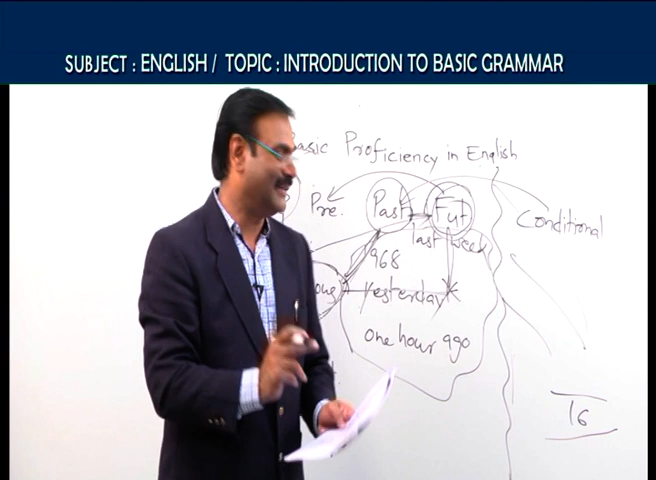 SUBJECT : ENGLISH / TOPIC : INTRODUCTION TO BASIC GRAMMAR
Basic Proficiency in English
Pre. Past Fut
Conditional
last week
968
yesterday
one hour ago
16